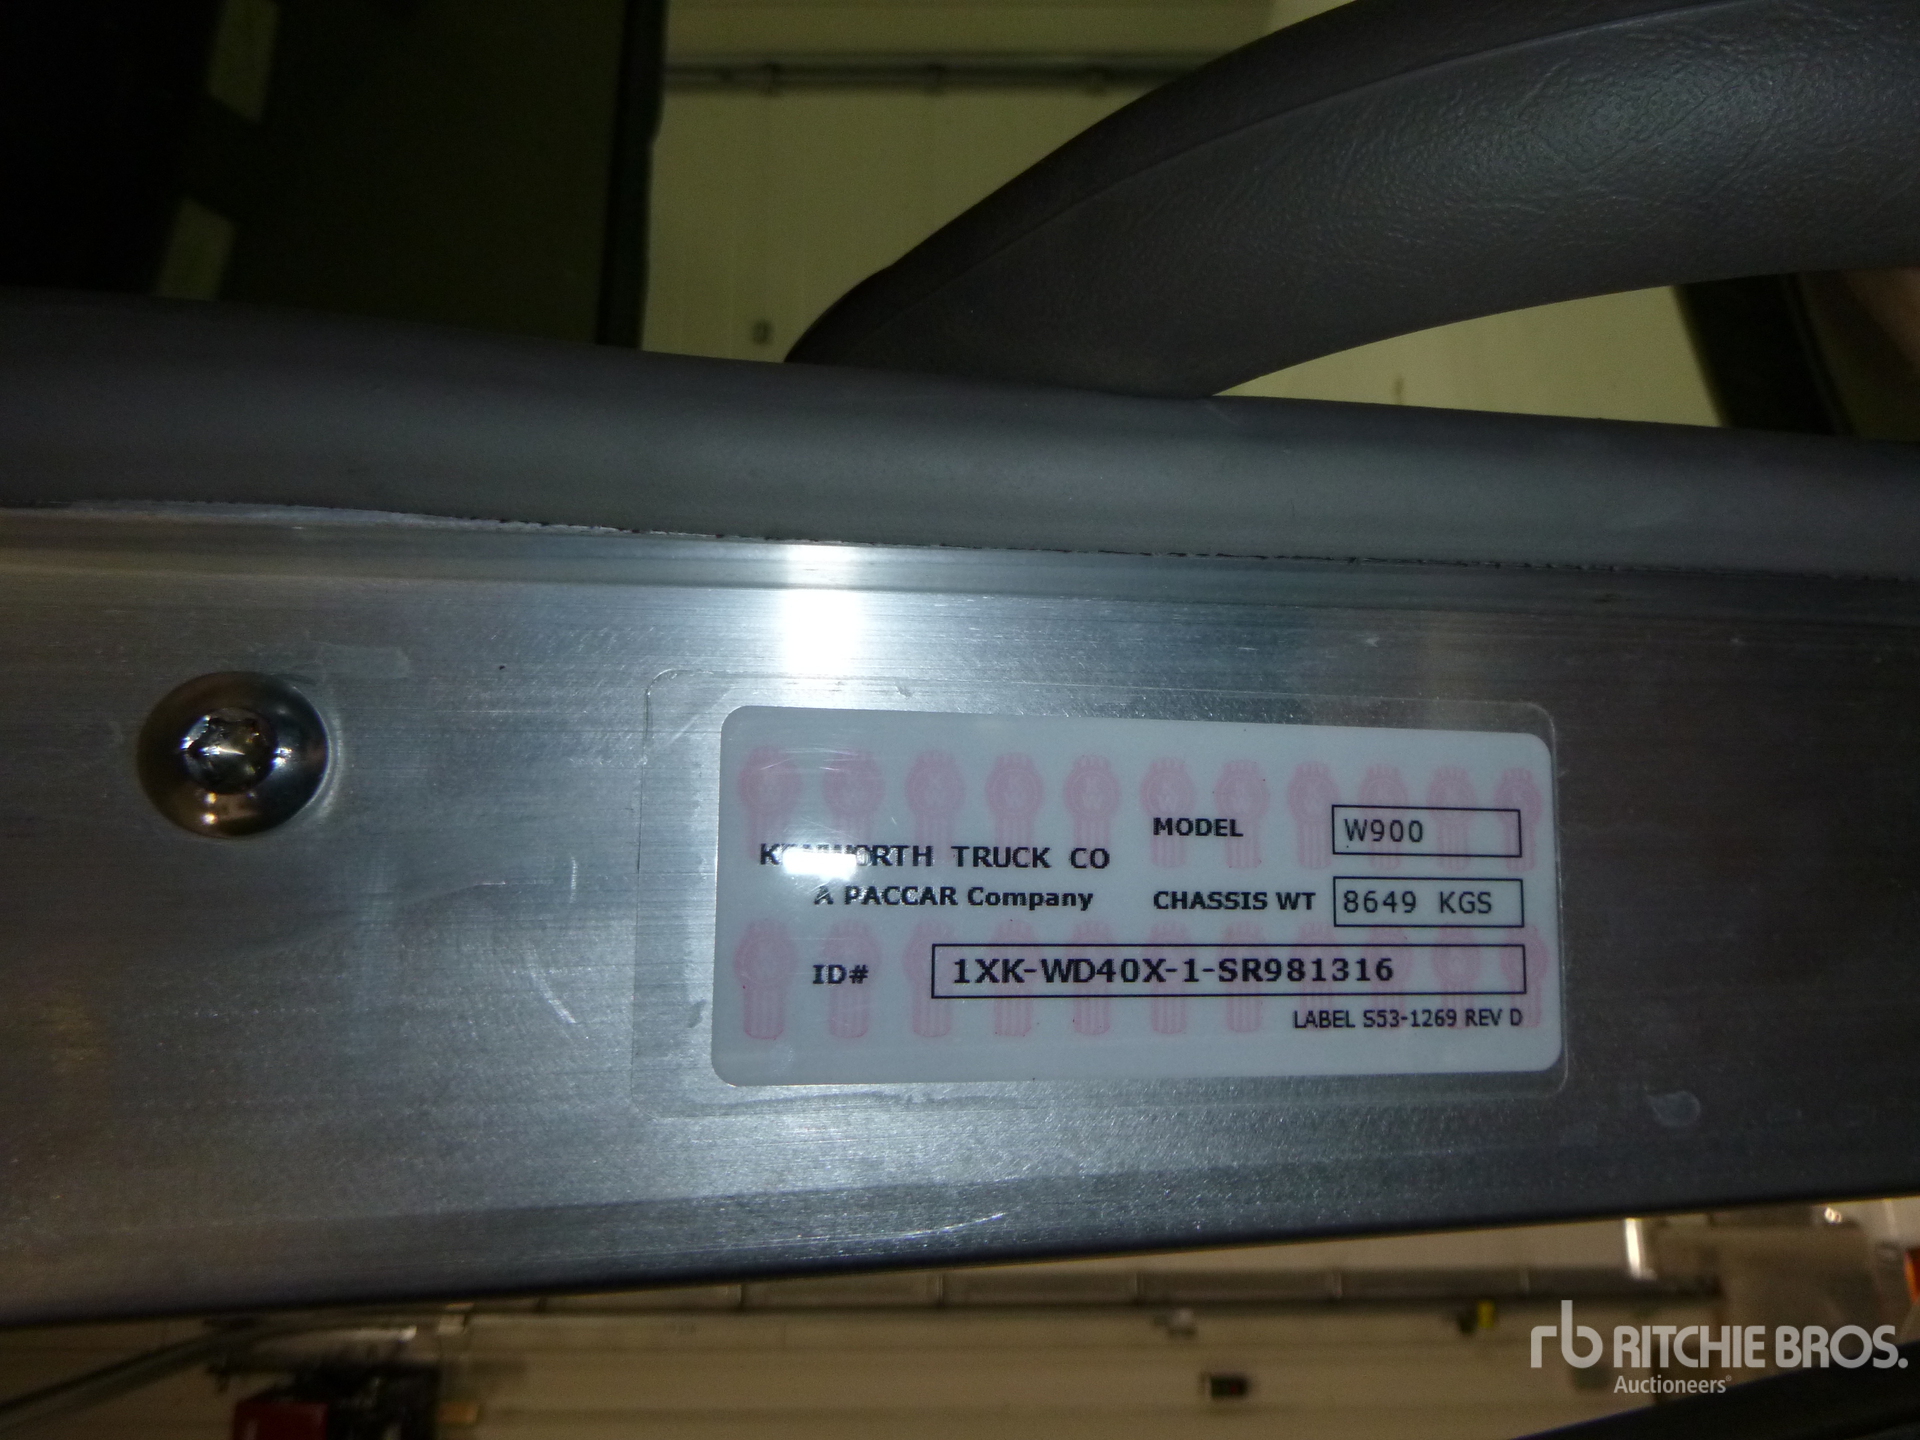 KENWORTH TRUCK CO
A PACCAR Company
MODEL W900
CHASSIS WT 8649 KGS
ID# 1XK-WD40X-1-SR981316
LABEL S53-1269 REV D
rb RITCHIE BROS.
Auctioneers